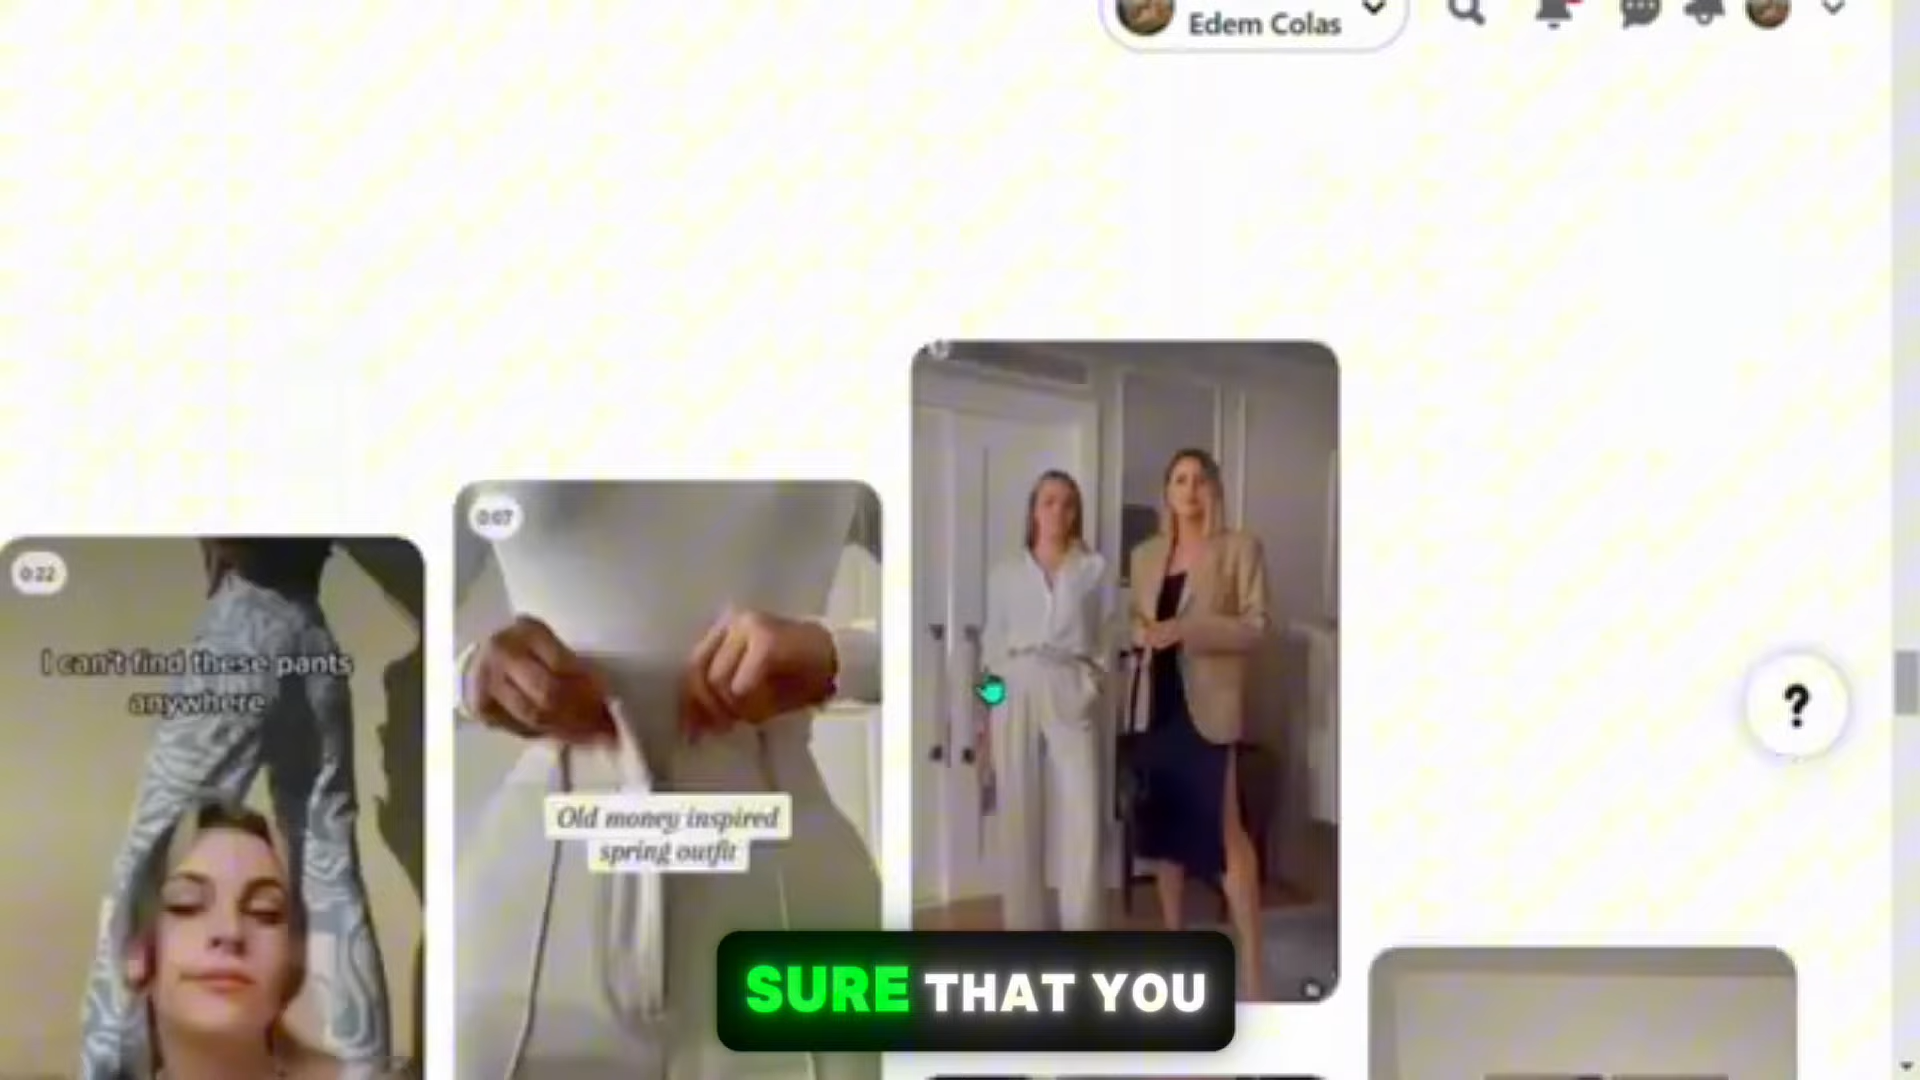 Edem Colas
0:07
0:22
I can't find these pants
anywhere
Old money inspired
spring outfit
?
SURE THAT YOU